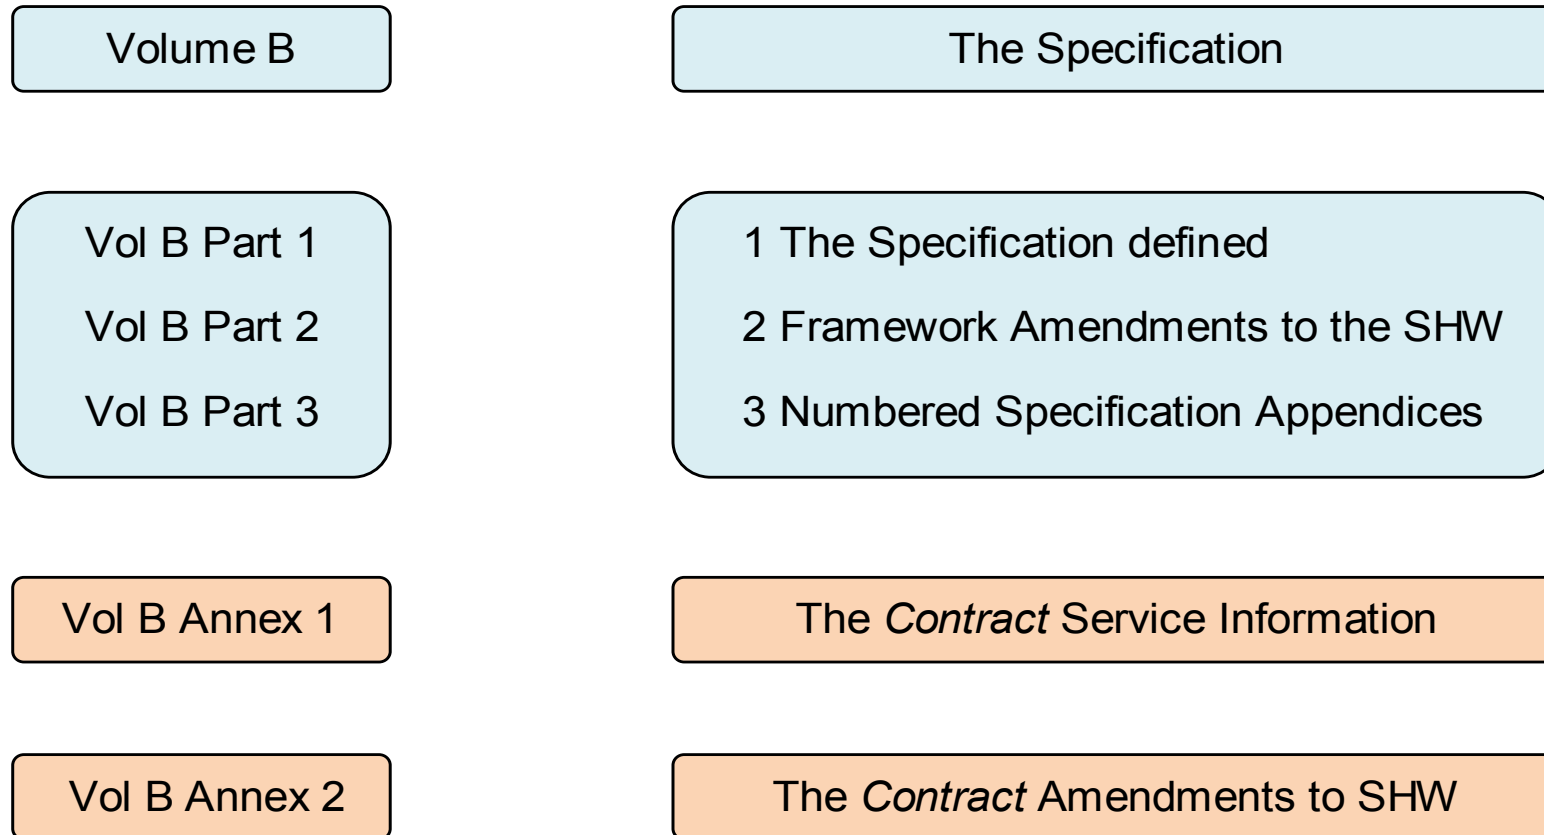 Volume B
The Specification
Vol B Part 1
1 The Specification defined
Vol B Part 2
2 Framework Amendments to the SHW
Vol B Part 3
3 Numbered Specification Appendices
Vol B Annex 1
The Contract Service Information
Vol B Annex 2
The Contract Amendments to SHW